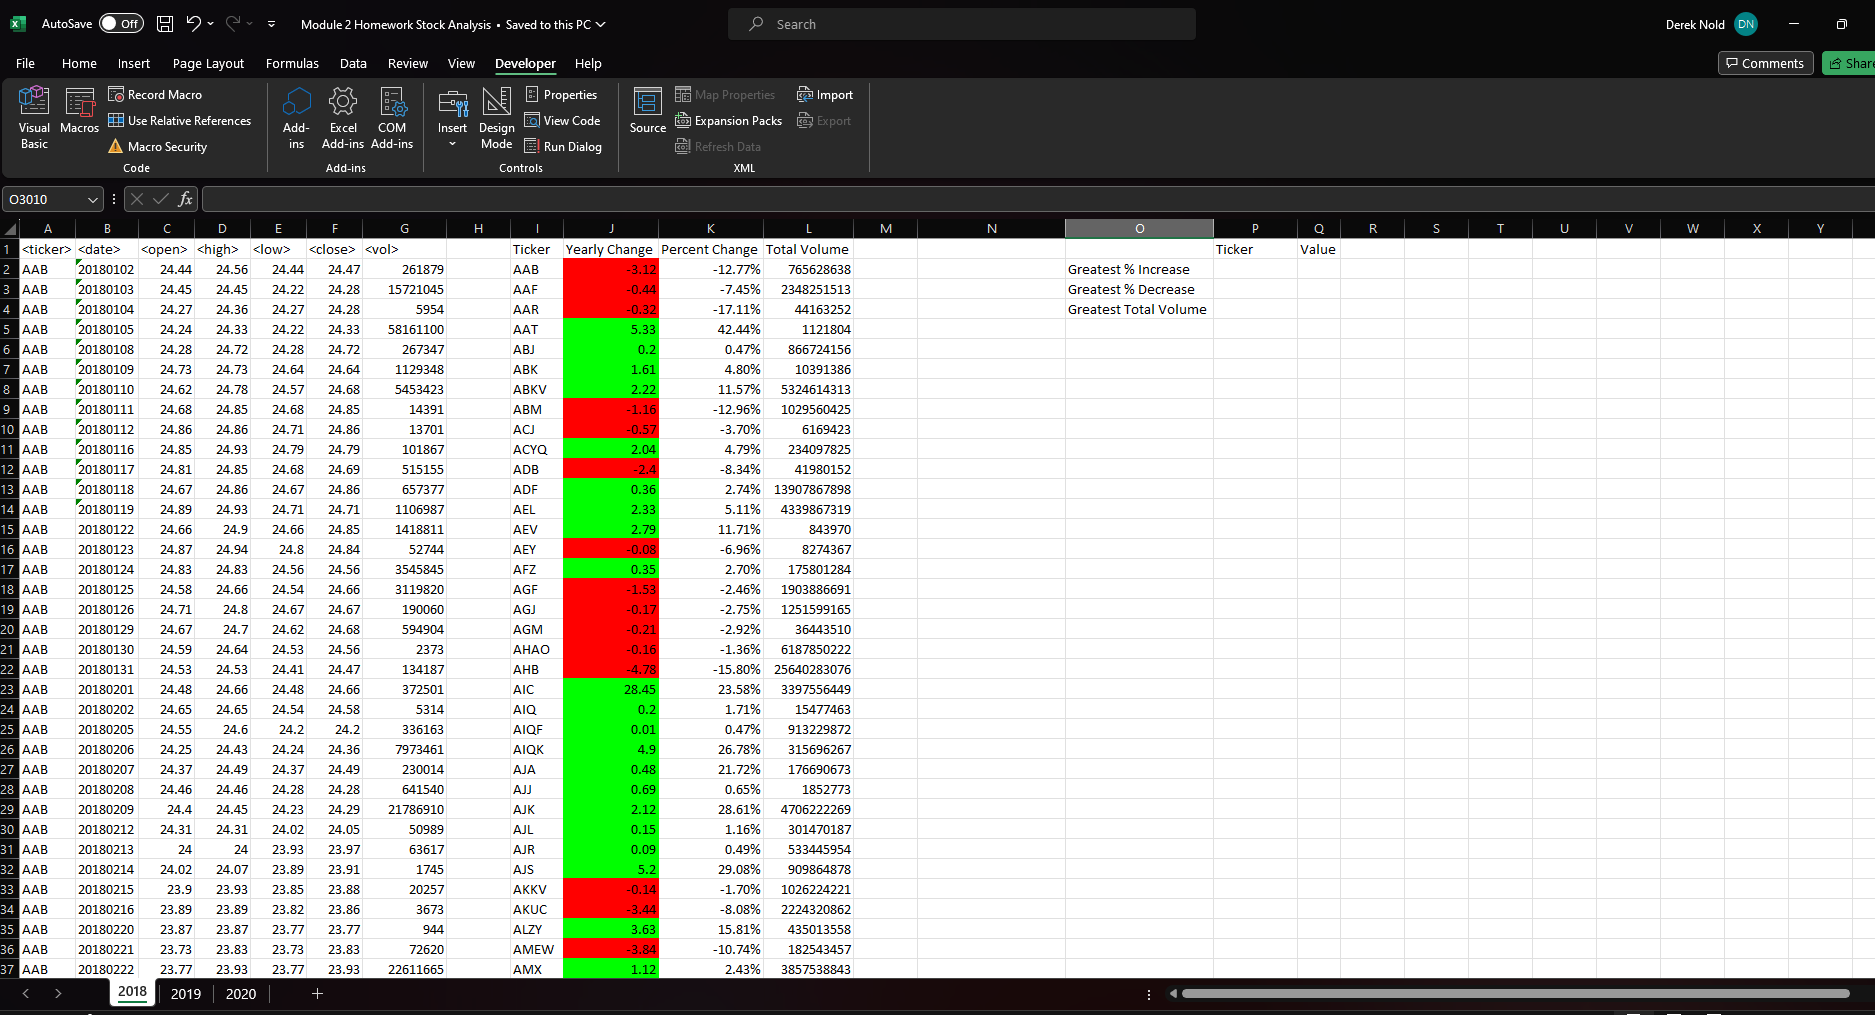 AutoSave Off Module 2 Homework Stock Analysis • Saved to this PC Search Derek Nold DN
File Home Insert Page Layout Formulas Data Review View Developer Help Comments Share
Visual Basic Macros Record Macro Use Relative References Macro Security Code
Add-ins Excel Add-ins COM Add-ins Add-ins
Insert Design Mode Properties View Code Run Dialog Controls
Source Map Properties Expansion Packs Refresh Data Import Export XML
O3010 fx
A B C D E F G H I J K L M N O P Q R S T U V W X Y
1 <ticker> <date> <open> <high> <low> <close> <vol> Ticker Yearly Change Percent Change Total Volume Ticker Value
2 AAB 20180102 24.44 24.56 24.44 24.47 261879 AAB -3.12 -12.77% 765628638 Greatest % Increase
3 AAB 20180103 24.45 24.45 24.22 24.28 15721045 AAF -0.44 -7.45% 2348251513 Greatest % Decrease
4 AAB 20180104 24.27 24.36 24.27 24.28 5954 AAR -0.32 -17.11% 44163252 Greatest Total Volume
5 AAB 20180105 24.24 24.33 24.22 24.33 58161100 AAT 5.33 42.44% 1121804
6 AAB 20180108 24.28 24.72 24.28 24.72 267347 ABJ 0.2 0.47% 866724156
7 AAB 20180109 24.73 24.73 24.64 24.64 1129348 ABK 1.61 4.80% 10391386
8 AAB 20180110 24.62 24.78 24.57 24.68 5453423 ABKV 2.22 11.57% 5324614313
9 AAB 20180111 24.68 24.85 24.68 24.85 14391 ABM -1.16 -12.96% 1029560425
10 AAB 20180112 24.86 24.86 24.71 24.86 13701 ACJ -0.57 -3.70% 6169423
11 AAB 20180116 24.85 24.93 24.79 24.79 101867 ACYQ 2.04 4.79% 234097825
12 AAB 20180117 24.81 24.85 24.68 24.69 515155 ADB -2.4 -8.34% 41980152
13 AAB 20180118 24.67 24.86 24.67 24.86 657377 ADF 0.36 2.74% 13907867898
14 AAB 20180119 24.89 24.93 24.71 24.71 1106987 AEL 2.33 5.11% 4339867319
15 AAB 20180122 24.66 24.9 24.66 24.85 1418811 AEV 2.79 11.71% 843970
16 AAB 20180123 24.87 24.94 24.8 24.84 52744 AEY -0.08 -6.96% 8274367
17 AAB 20180124 24.83 24.83 24.56 24.56 3545845 AFZ 0.35 2.70% 175801284
18 AAB 20180125 24.58 24.66 24.54 24.66 3119820 AGF -1.53 -2.46% 1903886691
19 AAB 20180126 24.71 24.8 24.67 24.67 190060 AGJ -0.17 -2.75% 1251599165
20 AAB 20180129 24.67 24.7 24.62 24.68 594904 AGM -0.21 -2.92% 36443510
21 AAB 20180130 24.59 24.64 24.53 24.56 2373 AHAO -0.16 -1.36% 6187850222
22 AAB 20180131 24.53 24.53 24.41 24.47 134187 AHB -4.78 -15.80% 25640283076
23 AAB 20180201 24.48 24.66 24.48 24.66 372501 AIC 28.45 23.58% 3397556449
24 AAB 20180202 24.65 24.65 24.54 24.58 5314 AIQ 0.2 1.71% 15477463
25 AAB 20180205 24.55 24.6 24.2 24.2 336163 AIQF 0.01 0.47% 913229872
26 AAB 20180206 24.25 24.43 24.24 24.36 7973461 AIQK 4.9 26.78% 315696267
27 AAB 20180207 24.37 24.49 24.37 24.49 230014 AJA 0.48 21.72% 176690673
28 AAB 20180208 24.46 24.46 24.28 24.28 641540 AJJ 0.69 0.65% 1852773
29 AAB 20180209 24.4 24.45 24.23 24.29 21786910 AJK 2.12 28.61% 4706222269
30 AAB 20180212 24.31 24.31 24.02 24.05 50989 AJL 0.15 1.16% 301470187
31 AAB 20180213 24 24 23.93 23.97 63617 AJR 0.09 0.49% 533445954
32 AAB 20180214 24.02 24.07 23.89 23.91 1745 AJS 5.2 29.08% 909864878
33 AAB 20180215 23.9 23.93 23.85 23.88 20257 AKKV -0.14 -1.70% 1026224221
34 AAB 20180216 23.89 23.89 23.82 23.86 3673 AKUC -3.44 -8.08% 2224320862
35 AAB 20180220 23.87 23.87 23.77 23.77 944 ALZY 3.63 15.81% 435013558
36 AAB 20180221 23.73 23.83 23.73 23.83 72620 AMEW -3.84 -10.74% 182543457
37 AAB 20180222 23.77 23.93 23.77 23.93 22611665 AMX 1.12 2.43% 3857538843
2018 2019 2020